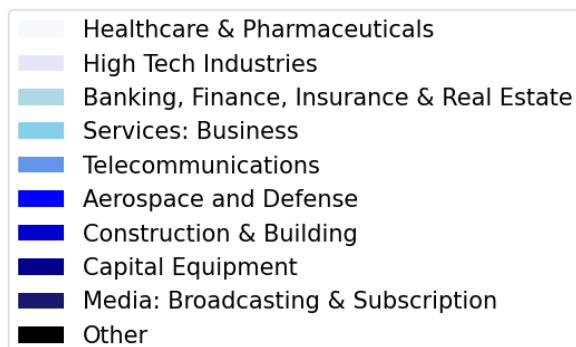 Healthcare & Pharmaceuticals
High Tech Industries
Banking, Finance, Insurance & Real Estate
Services: Business
Telecommunications
Aerospace and Defense
Construction & Building
Capital Equipment
Media: Broadcasting & Subscription
Other